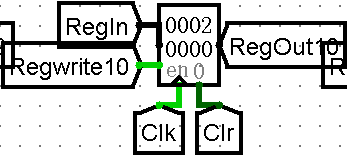 RegIn
0002
0000
RegOut10
Regwrite10
en 0
R
Clk
Clr